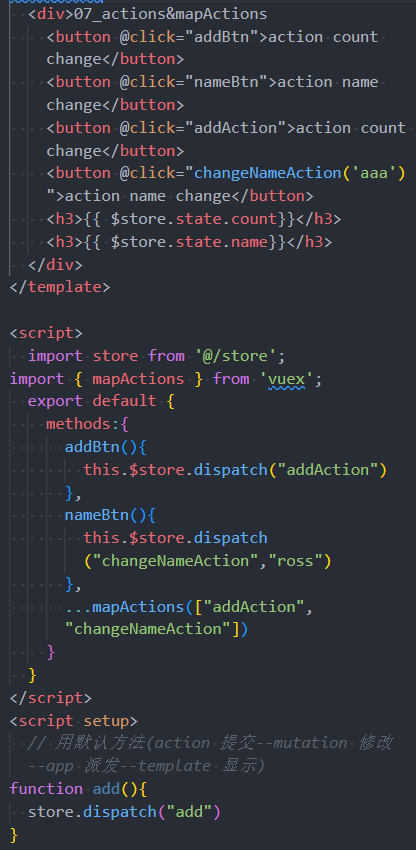 <div>07_actions&mapActions
<button @click="addBtn">action count
change</button>
<button @click="nameBtn">action name
change</button>
<button @click="addAction">action count
change</button>
<button @click="changeNameAction('aaa')
">action name change</button>
<h3>{{ $store.state.count}}</h3>
<h3>{{ $store.state.name}}</h3>
</div>
</template>
<script>
import store from '@/store';
import { mapActions } from 'vuex';
export default {
methods:{
addBtn(){
this.$store.dispatch("addAction")
},
nameBtn(){
this.$store.dispatch
("changeNameAction","ross")
},
...mapActions(["addAction",
"changeNameAction"])
}
}
</script>
<script setup>
// 用默认方法(action 提交--mutation 修改
--app 派发--template 显示)
function add(){
store.dispatch("add")
}